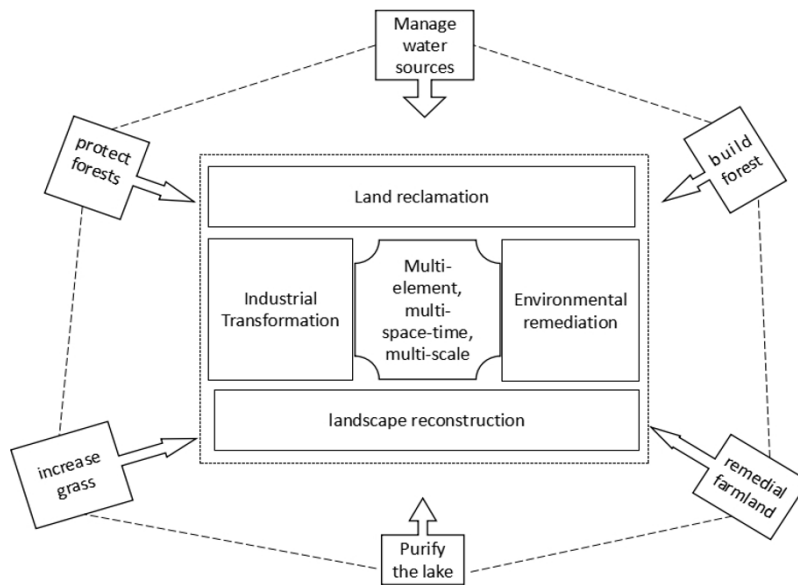 Manage
water
sources
protect
forests
build
forest
Land reclamation
Industrial
Transformation
Multi-
element,
multi-
space-time,
multi-scale
Environmental
remediation
landscape reconstruction
increase
grass
remedial
farmland
Purify
the lake